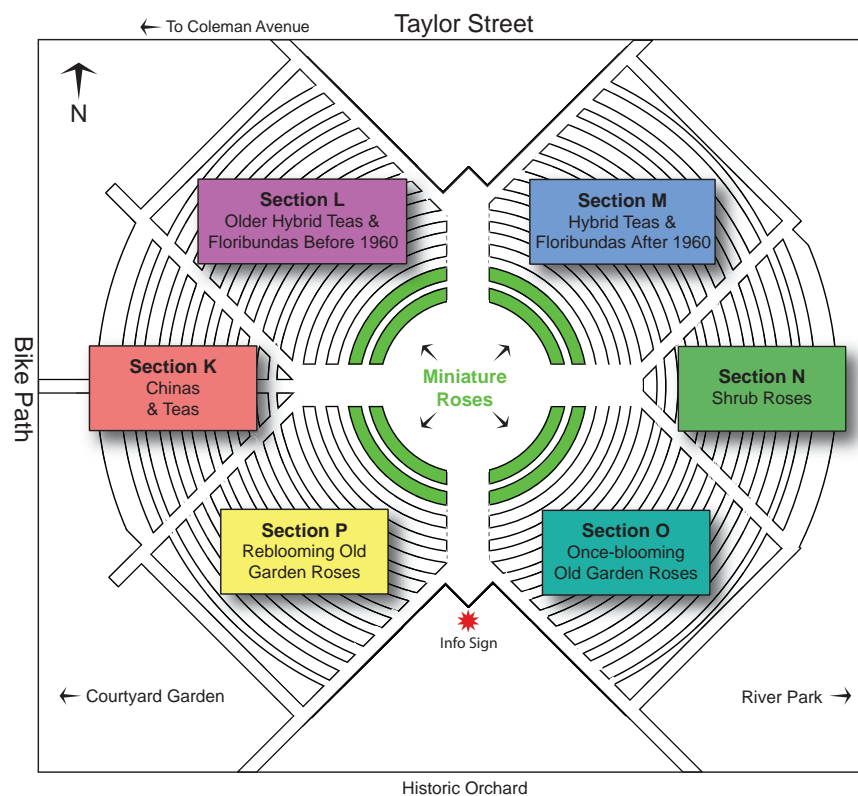 To Coleman Avenue
Taylor Street
N
Section L
Older Hybrid Teas &
Floribundas Before 1960
Section M
Hybrid Teas &
Floribundas After 1960
Bike Path
Section K
Chinas
& Teas
Miniature
Roses
Section N
Shrub Roses
Section P
Reblooming Old
Garden Roses
Section O
Once-blooming
Old Garden Roses
Info Sign
Courtyard Garden
River Park
Historic Orchard